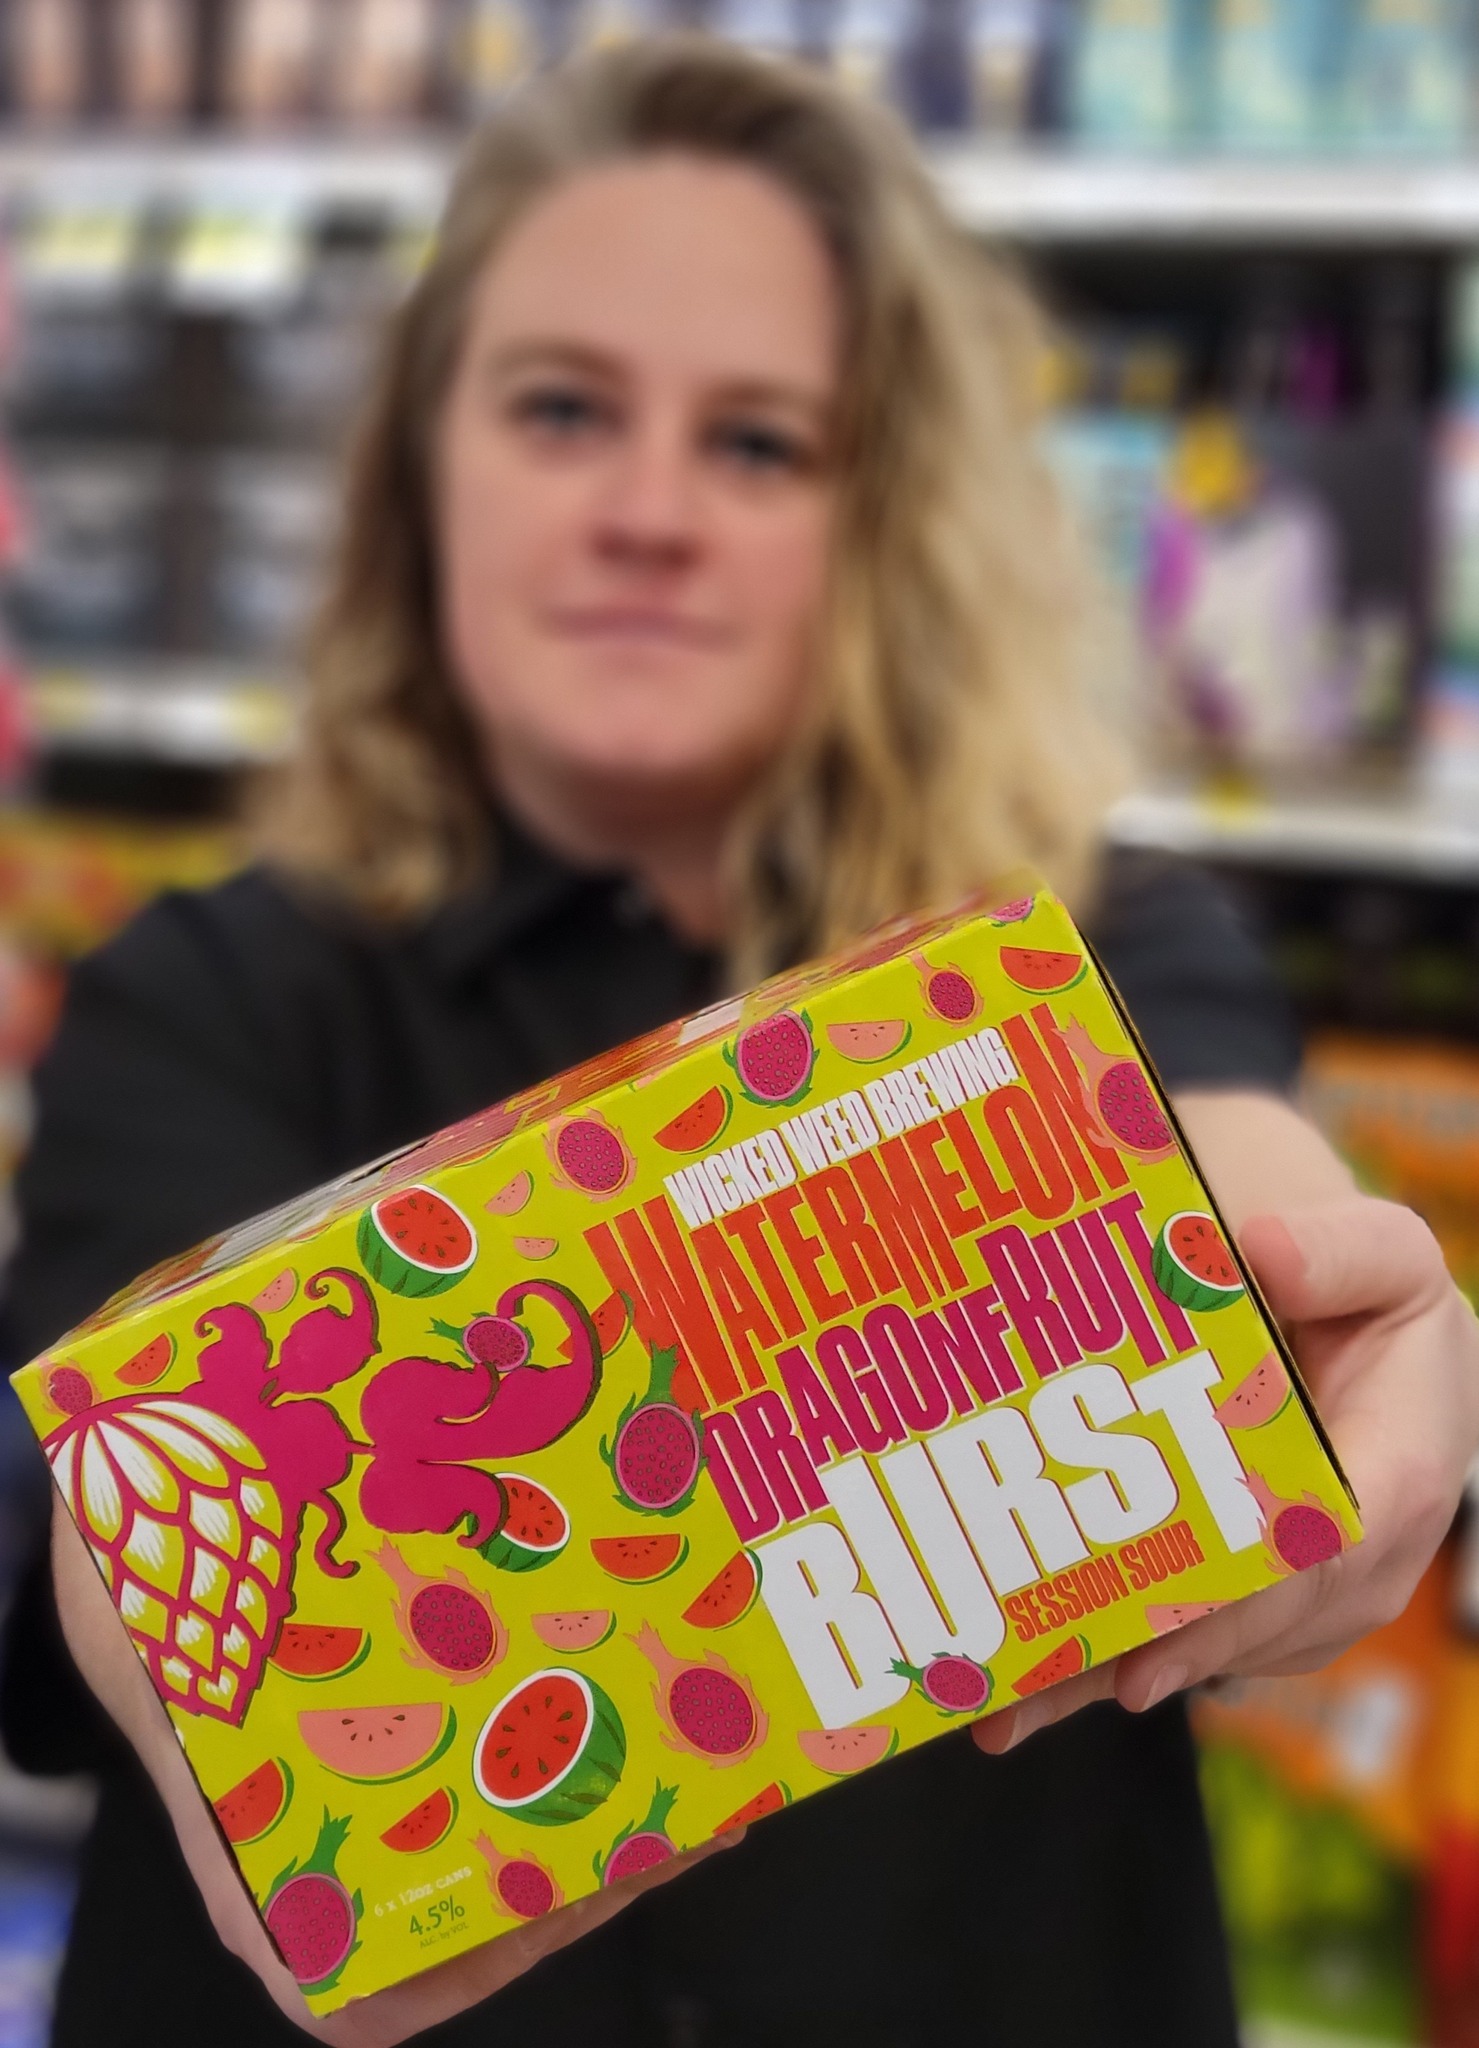 WICKED WEED BREWING
WATERMELON
DRAGONFRUIT
BURST
SESSION SOUR
6 x 12OZ CANS
4.5%
ALC. by VOL